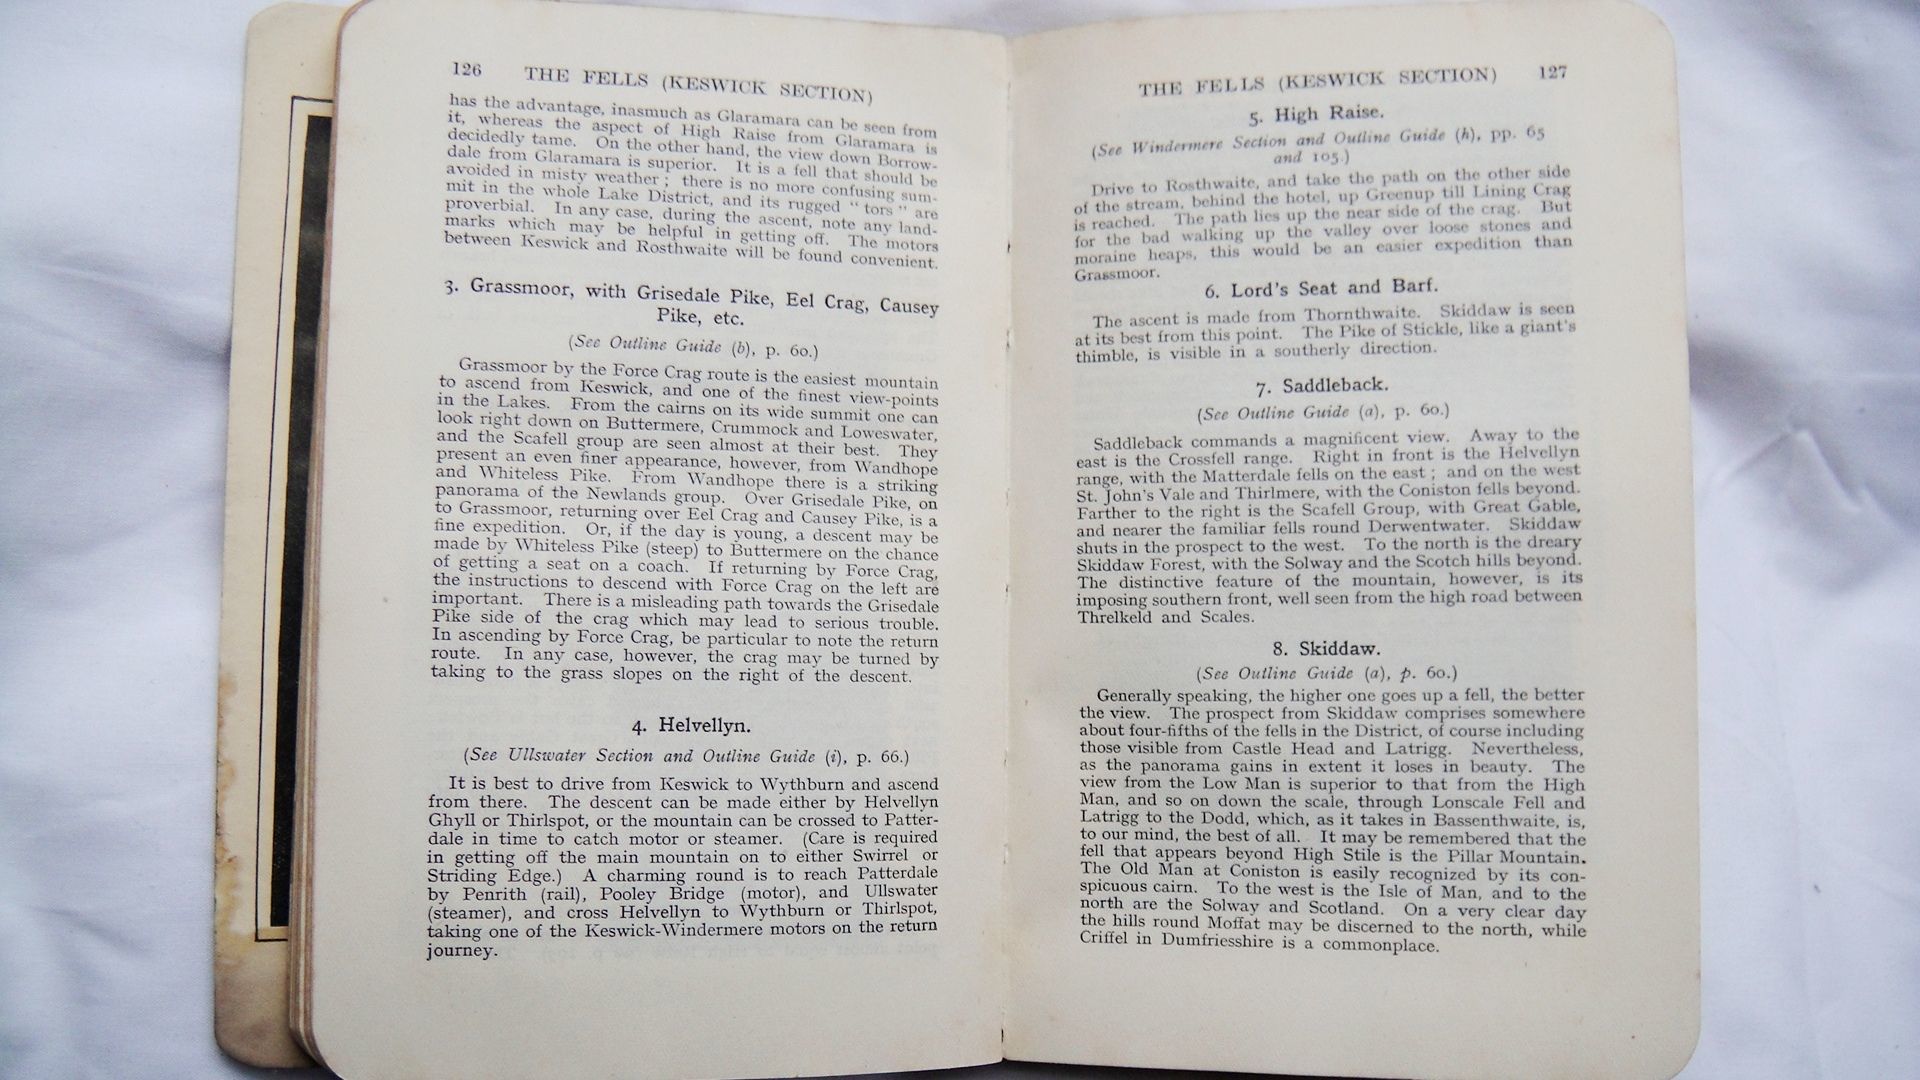 126 THE FELLS (KESWICK SECTION)
has the advantage, inasmuch as Glaramara can be seen from
it, whereas the aspect of High Raise from Glaramara is
decidedly tame. On the other hand, the view down Borrow-
dale from Glaramara is superior. It is a fell that should be
avoided in misty weather; there is no more confusing sum-
mit in the whole Lake District, and its rugged “tors” are
proverbial. In any case, during the ascent, note any land-
marks which may be helpful in getting off. The motors
between Keswick and Rosthwaite will be found convenient.
3. Grassmoor, with Grisedale Pike, Eel Crag, Causey
Pike, etc.
(See Outline Guide (b), p. 60.)
Grassmoor by the Force Crag route is the easiest mountain
to ascend from Keswick, and one of the finest view-points
in the Lakes. From the cairns on its wide summit one can
look right down on Buttermere, Crummock and Loweswater,
and the Scafell group are seen almost at their best. They
present an even finer appearance, however, from Wandhope
and Whiteless Pike. From Wandhope there is a striking
panorama of the Newlands group. Over Grisedale Pike, on
to Grassmoor, returning over Eel Crag and Causey Pike, is a
fine expedition. Or, if the day is young, a descent may be
made by Whiteless Pike (steep) to Buttermere on the chance
of getting a seat on a coach. If returning by Force Crag,
the instructions to descend with Force Crag on the left are
important. There is a misleading path towards the Grisedale
Pike side of the crag which may lead to serious trouble.
In ascending by Force Crag, be particular to note the return
route. In any case, however, the crag may be turned by
taking to the grass slopes on the right of the descent.
4. Helvellyn.
(See Ullswater Section and Outline Guide (i), p. 66.)
It is best to drive from Keswick to Wythburn and ascend
from there. The descent can be made either by Helvellyn
Ghyll or Thirlspot, or the mountain can be crossed to Patter-
dale in time to catch motor or steamer. (Care is required
in getting off the main mountain on to either Swirrel or
Striding Edge.) A charming round is to reach Patterdale
by Penrith (rail), Pooley Bridge (motor), and Ullswater
(steamer), and cross Helvellyn to Wythburn or Thirlspot,
taking one of the Keswick-Windermere motors on the return
journey.
THE FELLS (KESWICK SECTION) 127
5. High Raise.
(See Windermere Section and Outline Guide (h), pp. 65
and 105.)
Drive to Rosthwaite, and take the path on the other side
of the stream, behind the hotel, up Greenup till Lining Crag
is reached. The path lies up the near side of the crag. But
for the bad walking up the valley over loose stones and
moraine heaps, this would be an easier expedition than
Grassmoor.
6. Lord's Seat and Barf.
The ascent is made from Thornthwaite. Skiddaw is seen
at its best from this point. The Pike of Stickle, like a giant's
thimble, is visible in a southerly direction.
7. Saddleback.
(See Outline Guide (a), p. 60.)
Saddleback commands a magnificent view. Away to the
east is the Crossfell range. Right in front is the Helvellyn
range, with the Matterdale fells on the east; and on the west
St. John's Vale and Thirlmere, with the Coniston fells beyond.
Farther to the right is the Scafell Group, with Great Gable,
and nearer the familiar fells round Derwentwater. Skiddaw
shuts in the prospect to the west. To the north is the dreary
Skiddaw Forest, with the Solway and the Scotch hills beyond.
The distinctive feature of the mountain, however, is its
imposing southern front, well seen from the high road between
Threlkeld and Scales.
8. Skiddaw.
(See Outline Guide (a), p. 60.)
Generally speaking, the higher one goes up a fell, the better
the view. The prospect from Skiddaw comprises somewhere
about four-fifths of the fells in the District, of course including
those visible from Castle Head and Latrigg. Nevertheless,
as the panorama gains in extent it loses in beauty. The
view from the Low Man is superior to that from the High
Man, and so on down the scale, through Lonscale Fell and
Latrigg to the Dodd, which, as it takes in Bassenthwaite, is,
to our mind, the best of all. It may be remembered that the
fell that appears beyond High Stile is the Pillar Mountain.
The Old Man at Coniston is easily recognized by its con-
spicuous cairn. To the west is the Isle of Man, and to the
north are the Solway and Scotland. On a very clear day
the hills round Moffat may be discerned to the north, while
Criffel in Dumfriesshire is a commonplace.